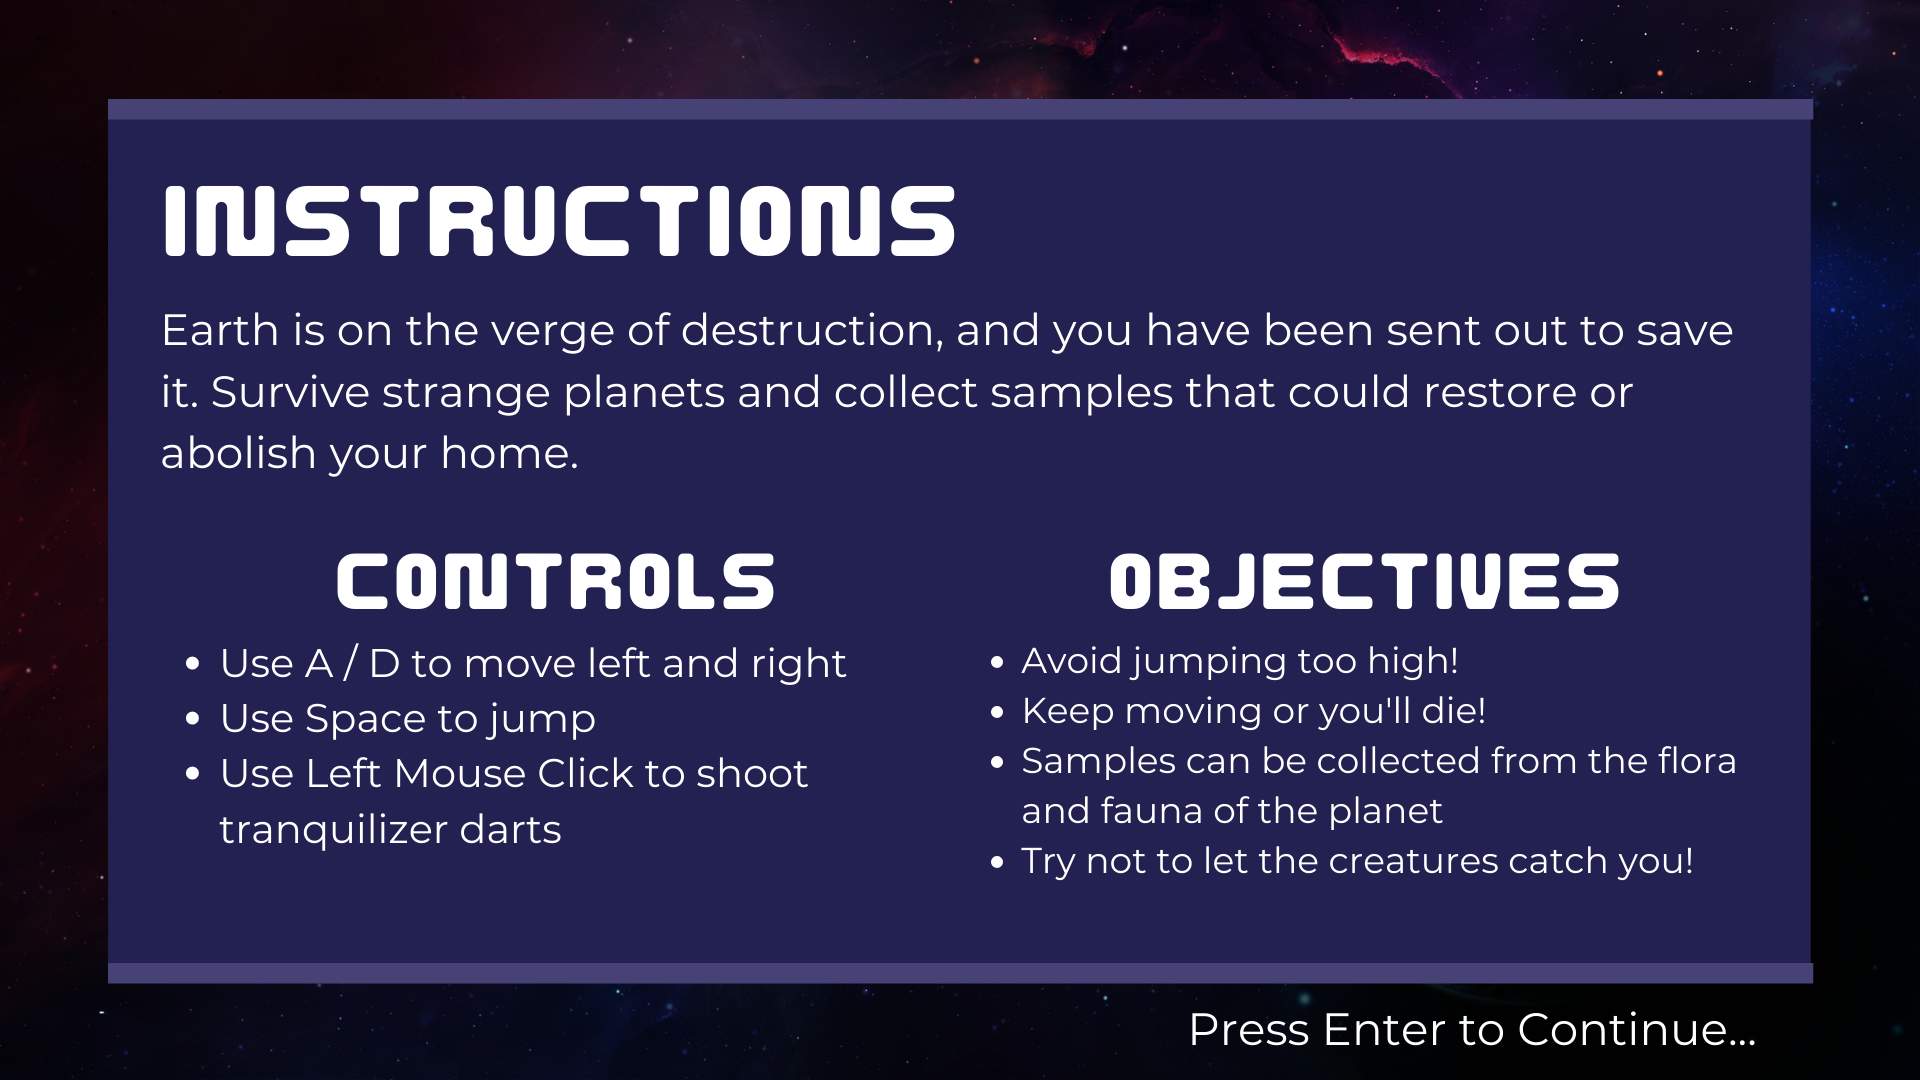 INSTRUCTIONS
Earth is on the verge of destruction, and you have been sent out to save
it. Survive strange planets and collect samples that could restore or
abolish your home.
CONTROLS
• Use A / D to move left and right
• Use Space to jump
• Use Left Mouse Click to shoot
tranquilizer darts
OBJECTIVES
• Avoid jumping too high!
• Keep moving or you'll die!
• Samples can be collected from the flora
and fauna of the planet
• Try not to let the creatures catch you!
Press Enter to Continue...